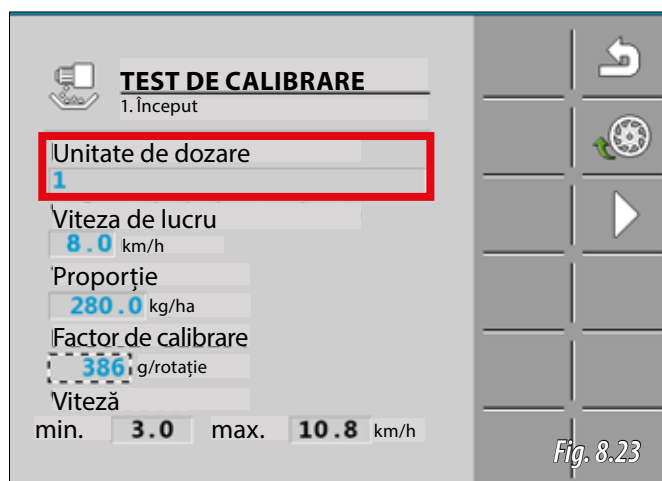 TEST DE CALIBRARE
1. Început
Unitate de dozare
1
Viteza de lucru
8.0 km/h
Proporție
280.0 kg/ha
Factor de calibrare
386 g/rotație
Viteză
min. 3.0 max. 10.8 km/h
Fig. 8.23